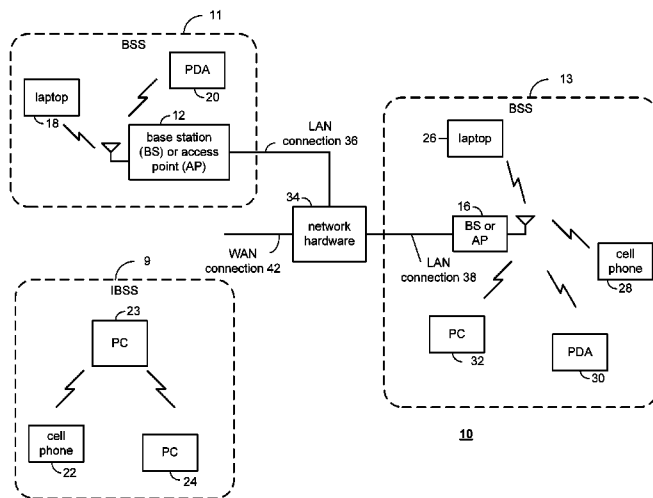 11
BSS
PDA
20
laptop
18
12
base station
(BS) or access
point (AP)
LAN
connection 36
34
network
hardware
WAN
connection 42
LAN
connection 38
13
BSS
26
laptop
16
BS or
AP
cell
phone
28
PC
32
PDA
30
9
IBSS
23
PC
cell
phone
22
PC
24
10